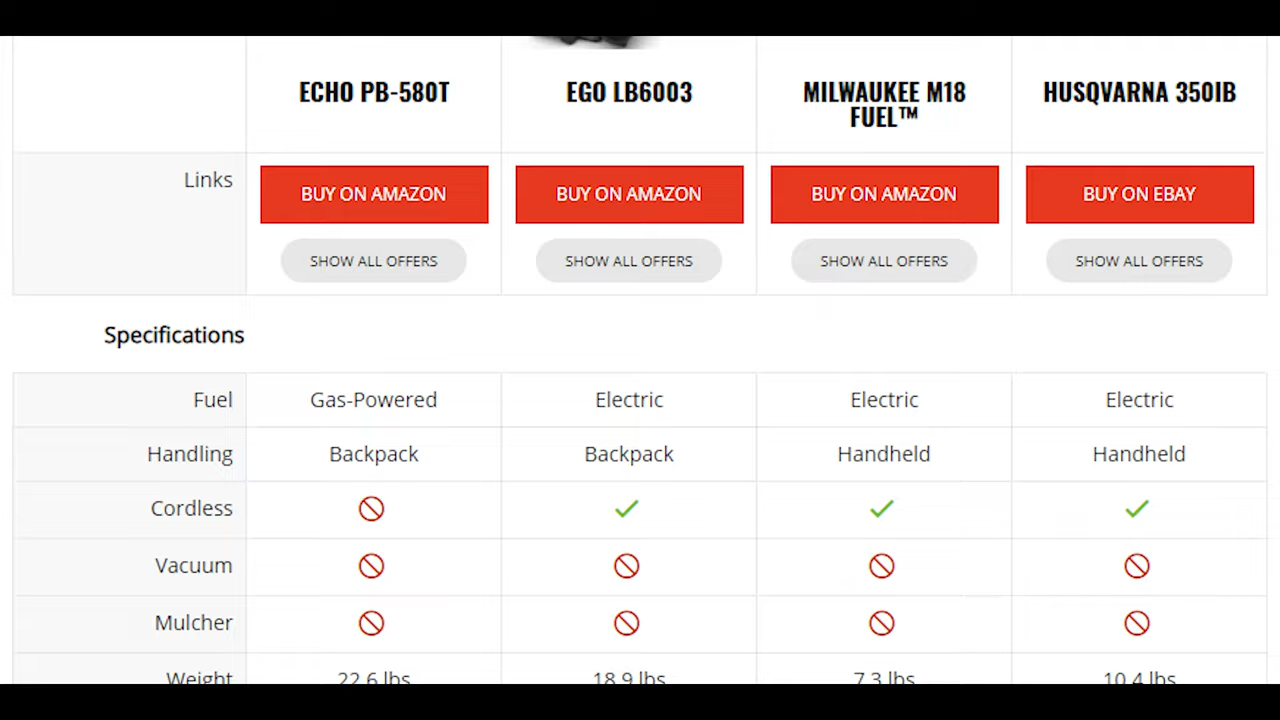 ECHO PB-580T
EGO LB6003
MILWAUKEE M18
FUEL™
HUSQVARNA 350IB
Links
BUY ON AMAZON
BUY ON AMAZON
BUY ON AMAZON
BUY ON EBAY
SHOW ALL OFFERS
SHOW ALL OFFERS
SHOW ALL OFFERS
SHOW ALL OFFERS
Specifications
Fuel
Gas-Powered
Electric
Electric
Electric
Handling
Backpack
Backpack
Handheld
Handheld
Cordless
Vacuum
Mulcher
Weight
22.6 lbs
18.9 lbs
7.3 lbs
10.4 lbs